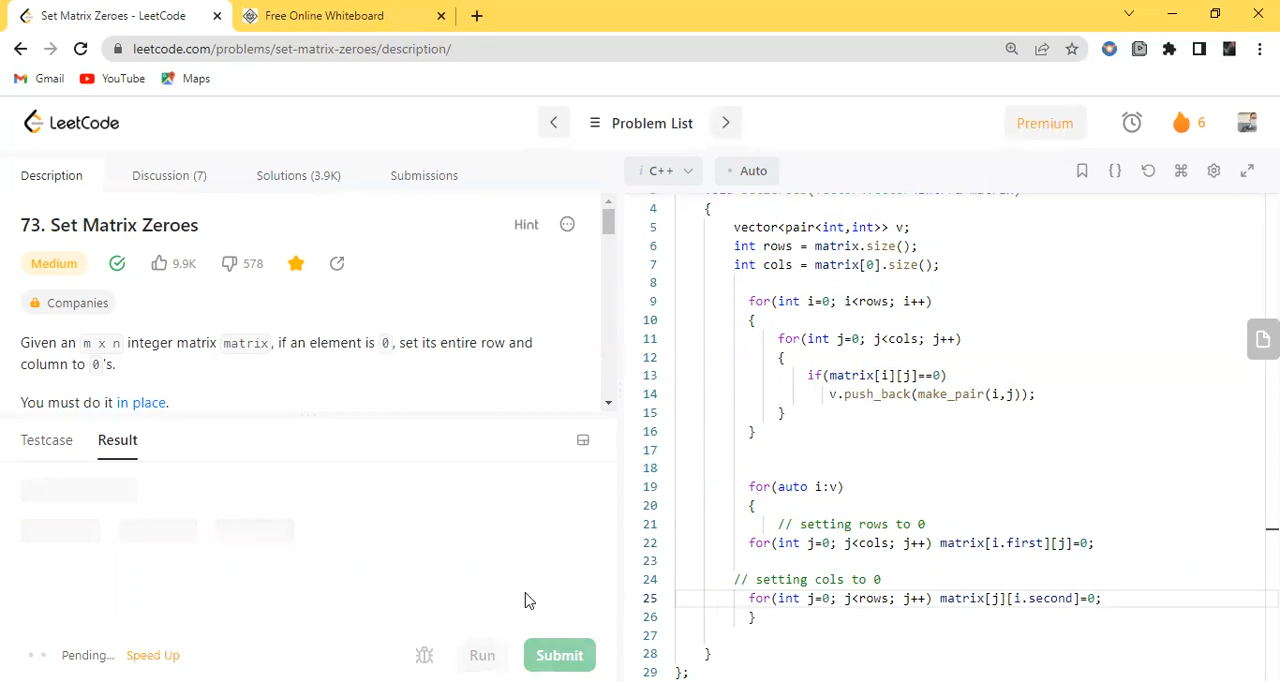 Set Matrix Zeroes - LeetCode
Free Online Whiteboard
leetcode.com/problems/set-matrix-zeroes/description/
Gmail
YouTube
Maps
LeetCode
Problem List
Premium
6
Description
Discussion (7)
Solutions (3.9K)
Submissions
i C++
Auto
73. Set Matrix Zeroes
Hint
Medium
9.9K
578
Companies
Given an m x n integer matrix matrix, if an element is 0, set its entire row and
column to 0's.
You must do it in place.
Testcase
Result
Pending...
Speed Up
Run
Submit
4 {
5 vector<pair<int,int>> v;
6 int rows = matrix.size();
7 int cols = matrix[0].size();
8
9 for(int i=0; i<rows; i++)
10 {
11 for(int j=0; j<cols; j++)
12 {
13 if(matrix[i][j]==0)
14 v.push_back(make_pair(i,j));
15 }
16 }
17
18
19 for(auto i:v)
20 {
21 // setting rows to 0
22 for(int j=0; j<cols; j++) matrix[i.first][j]=0;
23
24 // setting cols to 0
25 for(int j=0; j<rows; j++) matrix[j][i.second]=0;
26 }
27
28 }
29 };